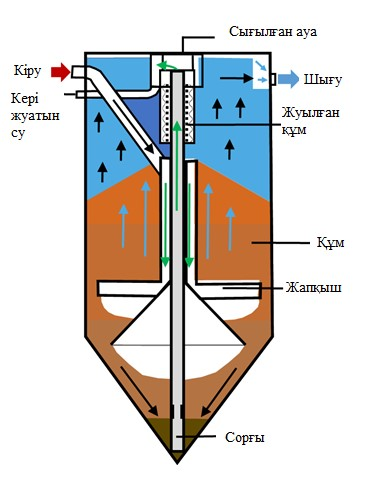 Сығылған ауа
Кіру
Шығу
Кері
жуатын
су
Жуылған
құм
Құм
Жапқыш
Сорғы